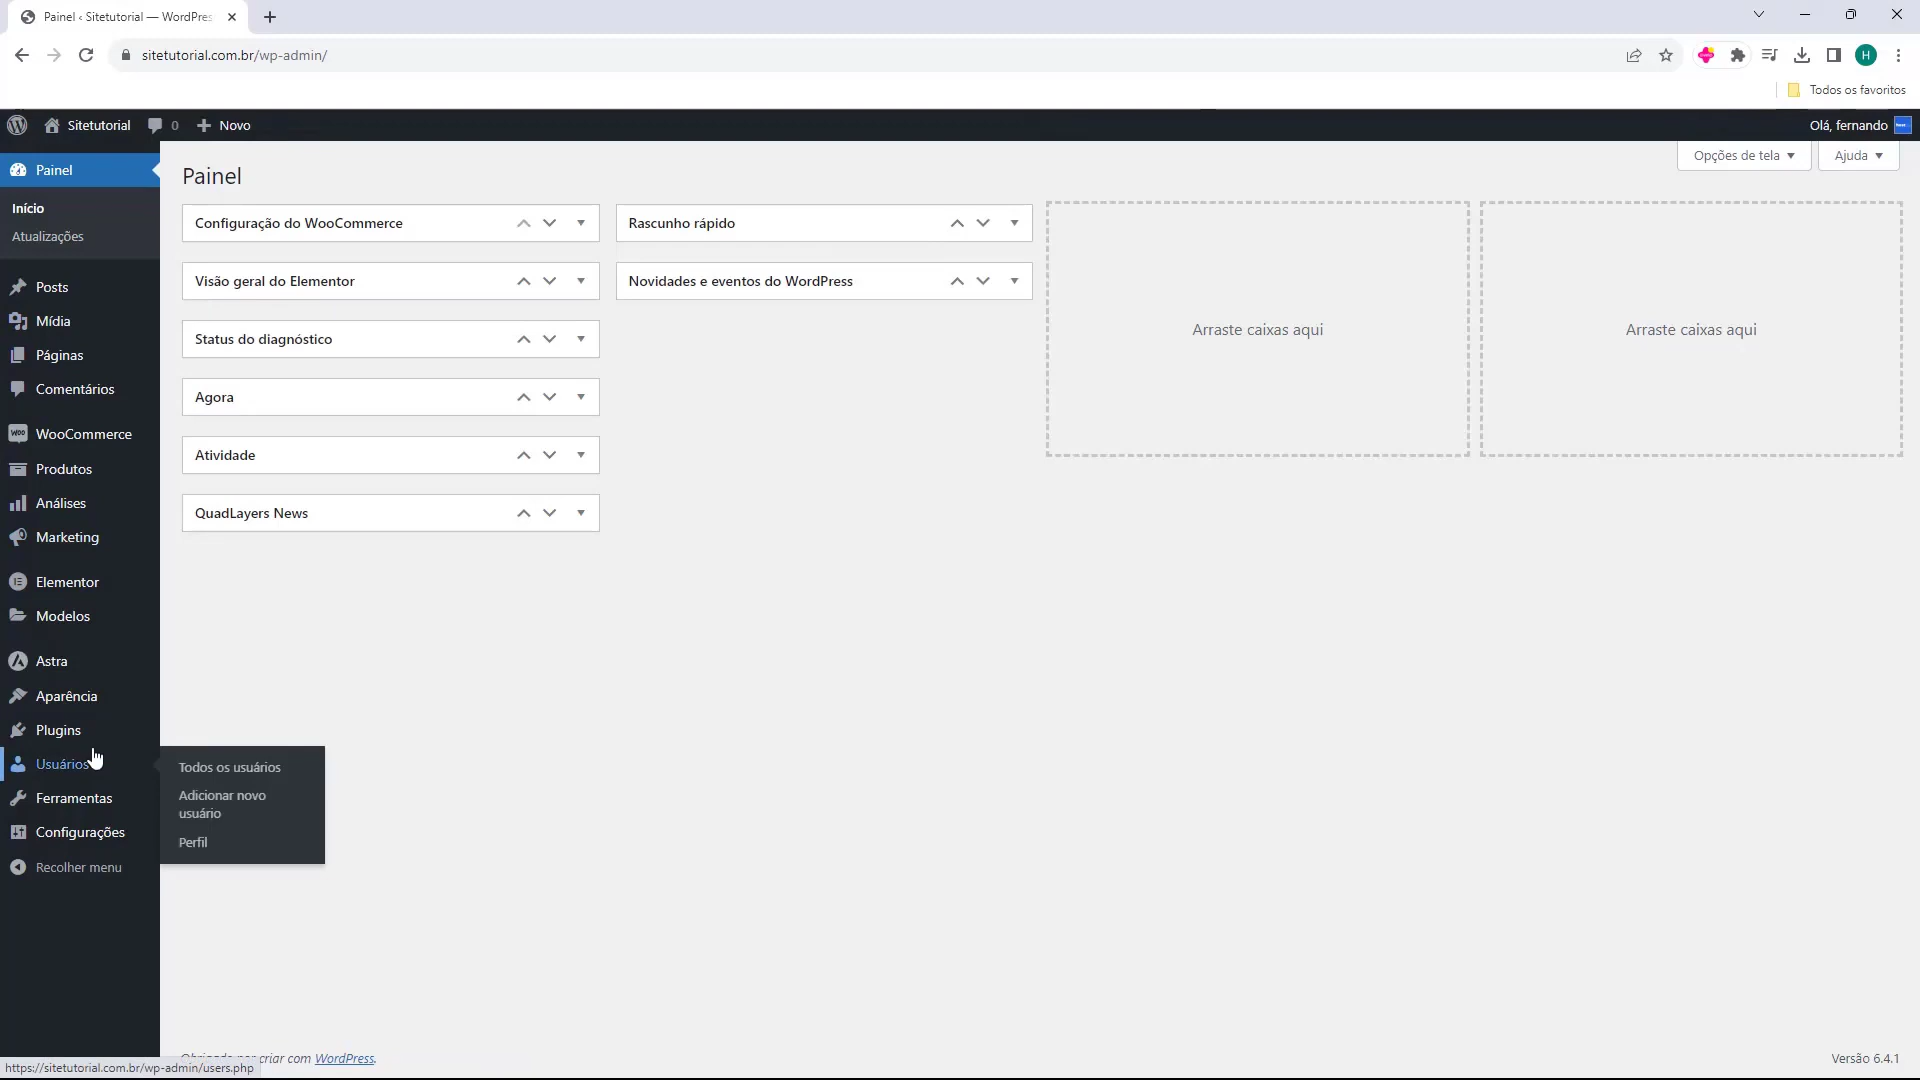 Painel ‹ Sitetutorial — WordPres
sitetutorial.com.br/wp-admin/
H
Todos os favoritos
Sitetutorial
0
Novo
Olá, fernando
Painel
Início
Atualizações
Posts
Mídia
Páginas
Comentários
WooCommerce
Produtos
Análises
Marketing
Elementor
Modelos
Astra
Aparência
Plugins
Usuários
Ferramentas
Configurações
Recolher menu
Todos os usuários
Adicionar novo
usuário
Perfil
Opções de tela
Ajuda
Painel
Configuração do WooCommerce
Visão geral do Elementor
Status do diagnóstico
Agora
Atividade
QuadLayers News
Rascunho rápido
Novidades e eventos do WordPress
Arraste caixas aqui
Arraste caixas aqui
criar com WordPress.
Versão 6.4.1
https://sitetutorial.com.br/wp-admin/users.php